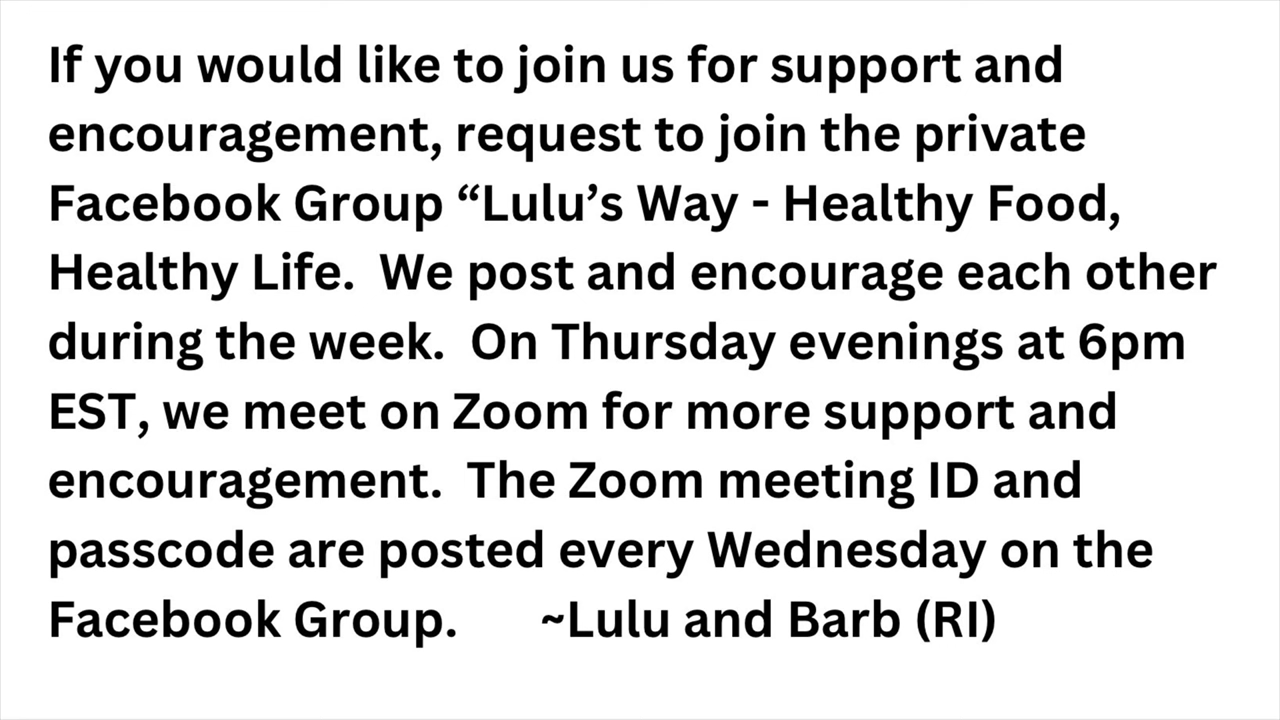 If you would like to join us for support and
encouragement, request to join the private
Facebook Group “Lulu’s Way - Healthy Food,
Healthy Life.  We post and encourage each other
during the week.  On Thursday evenings at 6pm
EST, we meet on Zoom for more support and
encouragement.  The Zoom meeting ID and
passcode are posted every Wednesday on the
Facebook Group.      ~Lulu and Barb (RI)